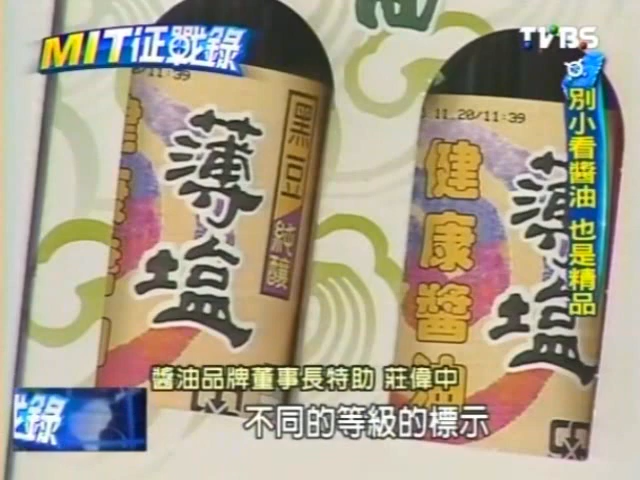 MIT征戰錄
TVBS
別小看醬油 也是精品
/11:39
黑豆
純釀
薄塩
11.20/11:39
健康醬油
薄塩
醬油品牌董事長特助 莊偉中
不同的等級的標示
戰錄